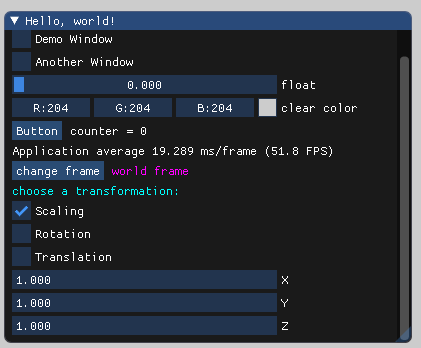 Hello, world!
Demo Window
Another Window
0.000 float
R:204 G:204 B:204 clear color
Button counter = 0
Application average 19.289 ms/frame (51.8 FPS)
change frame world frame
choose a transformation:
Scaling
Rotation
Translation
1.000 X
1.000 Y
1.000 Z